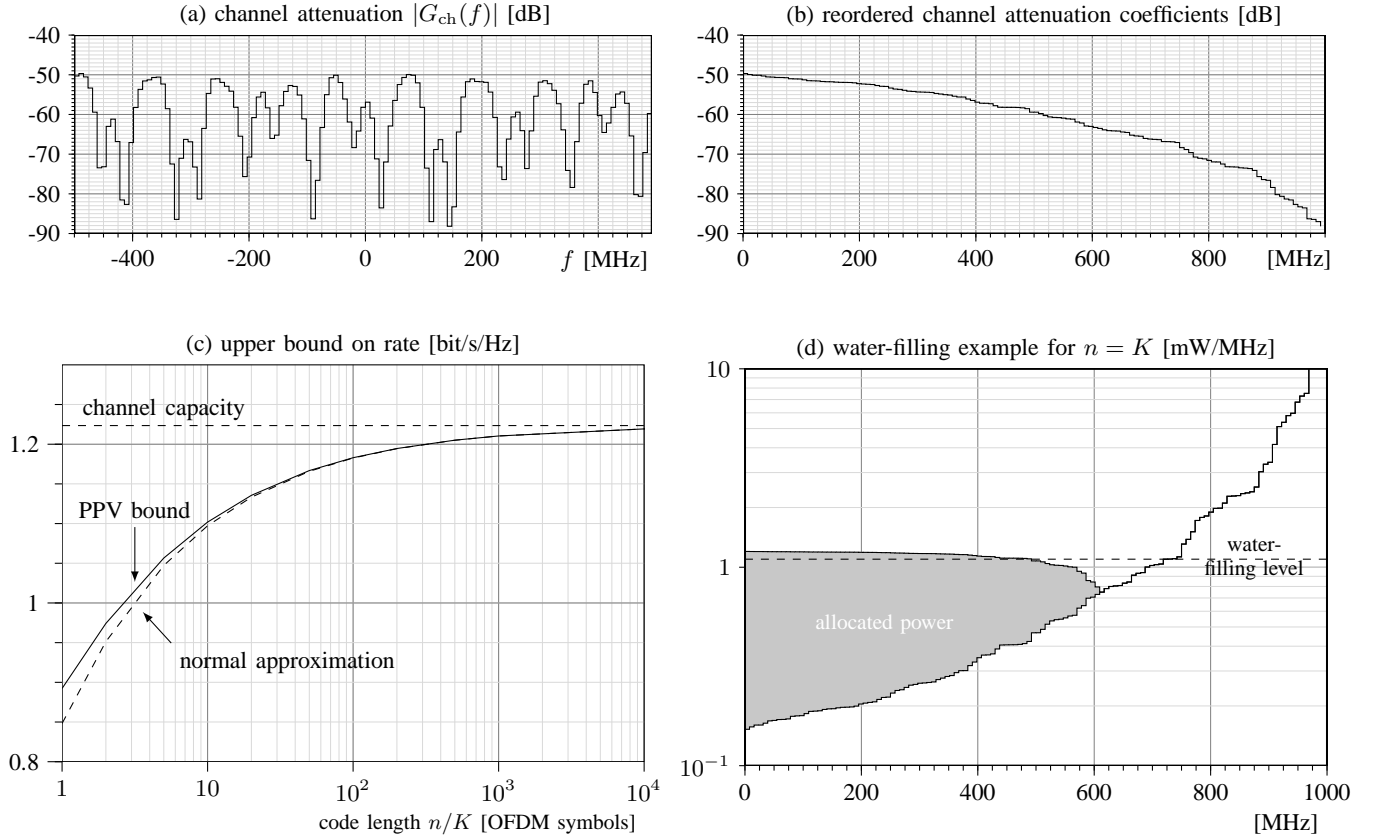 (a) channel attenuation |G_ch(f)| [dB]
-40
-50
-60
-70
-80
-90
-400
-200
0
200
f [MHz]
(b) reordered channel attenuation coefficients [dB]
-40
-50
-60
-70
-80
-90
0
200
400
600
800
[MHz]
(c) upper bound on rate [bit/s/Hz]
channel capacity
1.2
PPV bound
1
normal approximation
0.8
1
10
10²
10³
10⁴
code length n/K [OFDM symbols]
(d) water-filling example for n = K [mW/MHz]
10
water-
1
filling level
allocated power
10⁻¹
0
200
400
600
800
1000
[MHz]